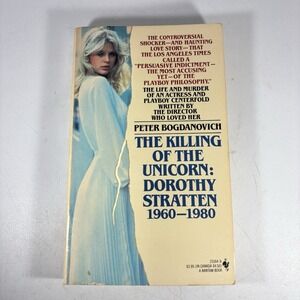 THE CONTROVERSIAL
SHOCKER—AND HAUNTING
LOVE STORY—THAT
THE LOS ANGELES TIMES
CALLED A
"PERSUASIVE INDICTMENT—
THE MOST ACCUSING
YET—OF THE
PLAYBOY PHILOSOPHY."
THE LIFE AND MURDER
OF AN ACTRESS AND
PLAYBOY CENTERFOLD
WRITTEN BY
THE DIRECTOR
WHO LOVED HER
PETER BOGDANOVICH
THE KILLING
OF THE
UNICORN:
DOROTHY
STRATTEN
1960—1980
A BANTAM BOOK